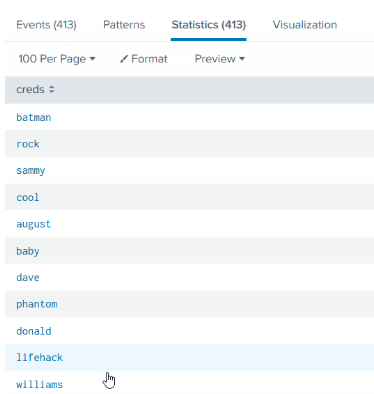 Events (413) Patterns Statistics (413) Visualization
100 Per Page Format Preview
creds
batman
rock
sammy
cool
august
baby
dave
phantom
donald
lifehack
williams